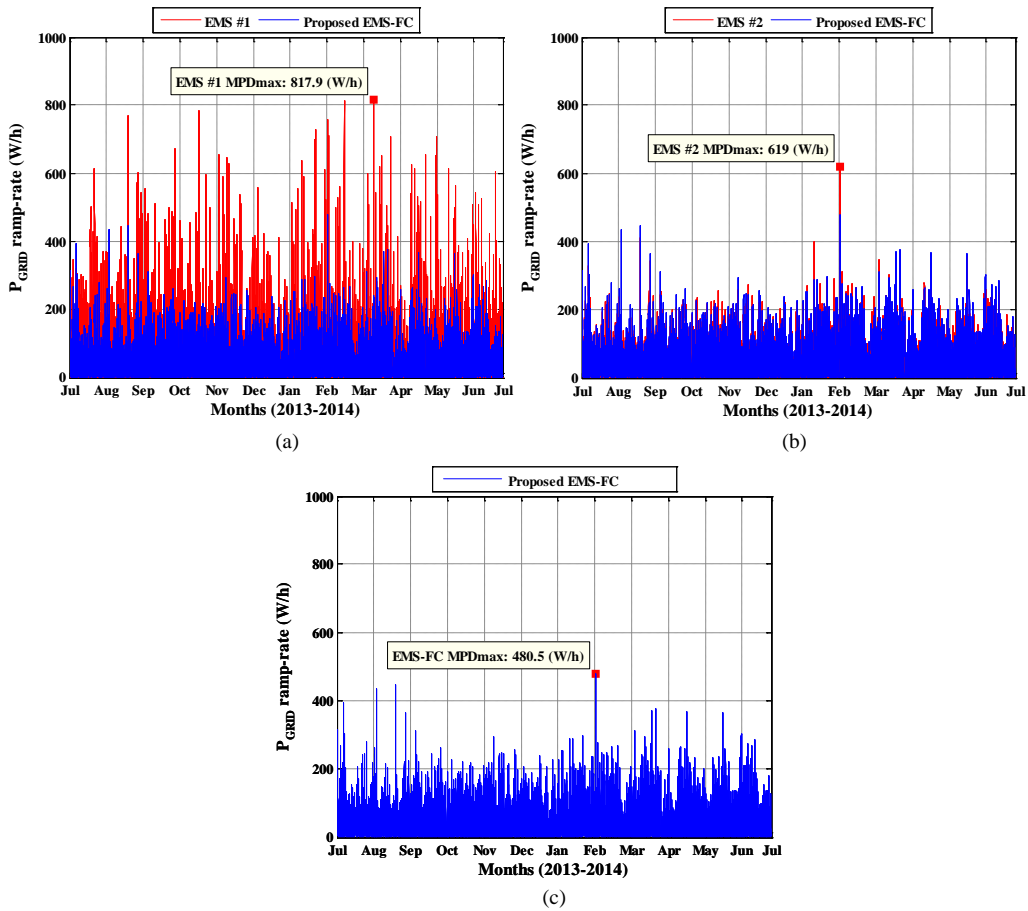 EMS #1 Proposed EMS-FC
P_GRID ramp-rate (W/h)
1000
800
600
400
200
0
EMS #1 MPDmax: 817.9 (W/h)
Jul Aug Sep Oct Nov Dec Jan Feb Mar Apr May Jun Jul
Months (2013-2014)
(a)
EMS #2 Proposed EMS-FC
P_GRID ramp-rate (W/h)
1000
800
600
400
200
0
EMS #2 MPDmax: 619 (W/h)
Jul Aug Sep Oct Nov Dec Jan Feb Mar Apr May Jun Jul
Months (2013-2014)
(b)
Proposed EMS-FC
P_GRID ramp-rate (W/h)
1000
800
600
400
200
0
EMS-FC MPDmax: 480.5 (W/h)
Jul Aug Sep Oct Nov Dec Jan Feb Mar Apr May Jun Jul
Months (2013-2014)
(c)